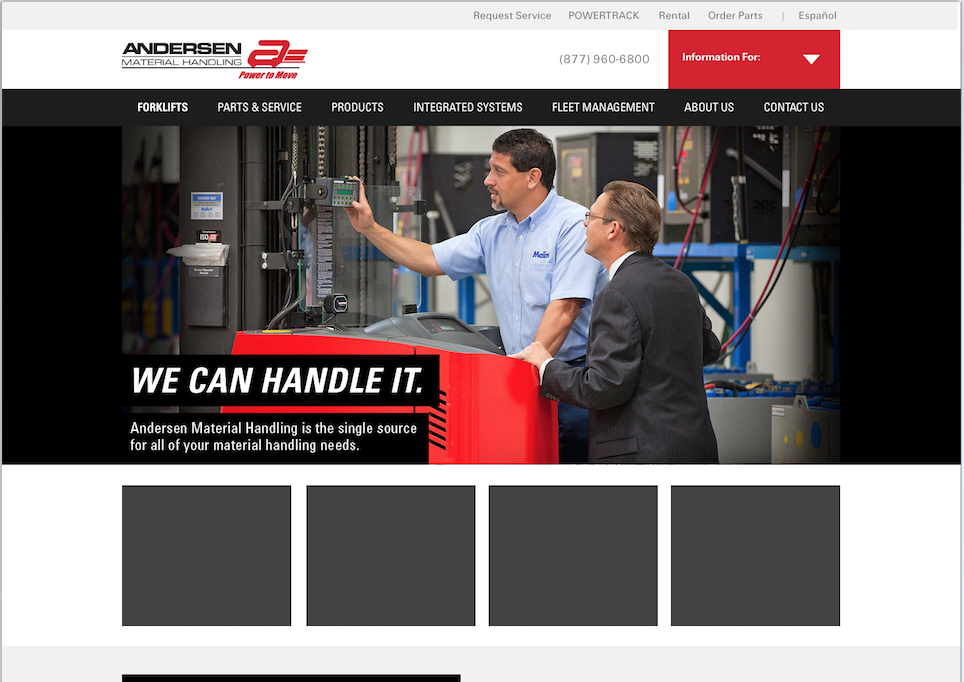 Request Service POWERTRACK Rental Order Parts | Español
ANDERSEN
MATERIAL HANDLING
Power to Move
(877) 960-6800
Information For:
FORKLIFTS PARTS & SERVICE PRODUCTS INTEGRATED SYSTEMS FLEET MANAGEMENT ABOUT US CONTACT US
Malin
WE CAN HANDLE IT.
Andersen Material Handling is the single source
for all of your material handling needs.